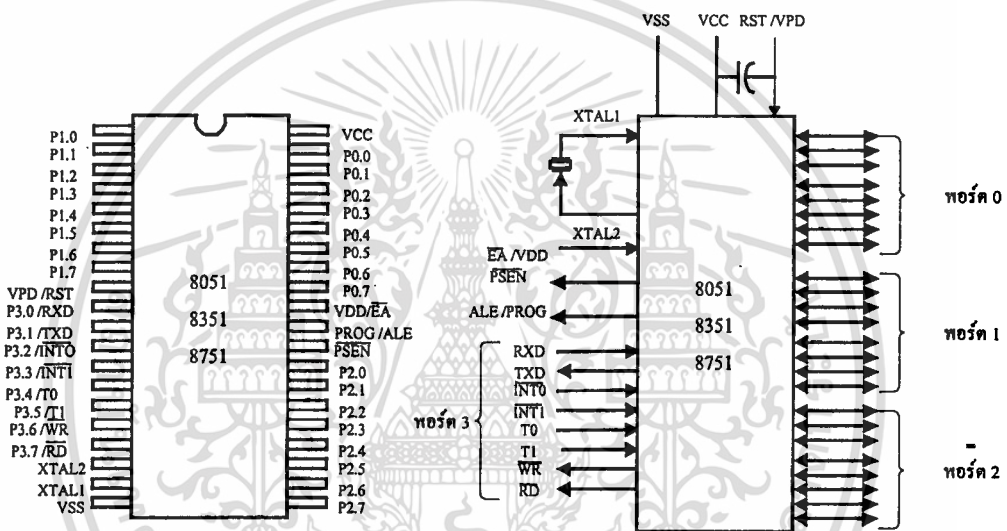 P1.0
P1.1
P1.2
P1.3
P1.4
P1.5
P1.6
P1.7
VPD /RST
P3.0 /RXD
P3.1 /TXD
P3.2 /INTO
P3.3 /INTI
P3.4 /T0
P3.5 /T1
P3.6 /WR
P3.7 /RD
XTAL2
XTAL1
VSS
8051
8351
8751
VCC
P0.0
P0.1
P0.2
P0.3
P0.4
P0.5
P0.6
P0.7
VDD/EA
PROG /ALE
PSEN
P2.0
P2.1
P2.2
P2.3
P2.4
P2.5
P2.6
P2.7
VSS VCC RST /VPD
XTAL1
XTAL2
EA /VDD
PSEN
ALE /PROG
พอร์ต 3
RXD
TXD
INT0
INT1
T0
T1
WR
RD
8051
8351
8751
พอร์ต 0
พอร์ต 1
พอร์ต 2